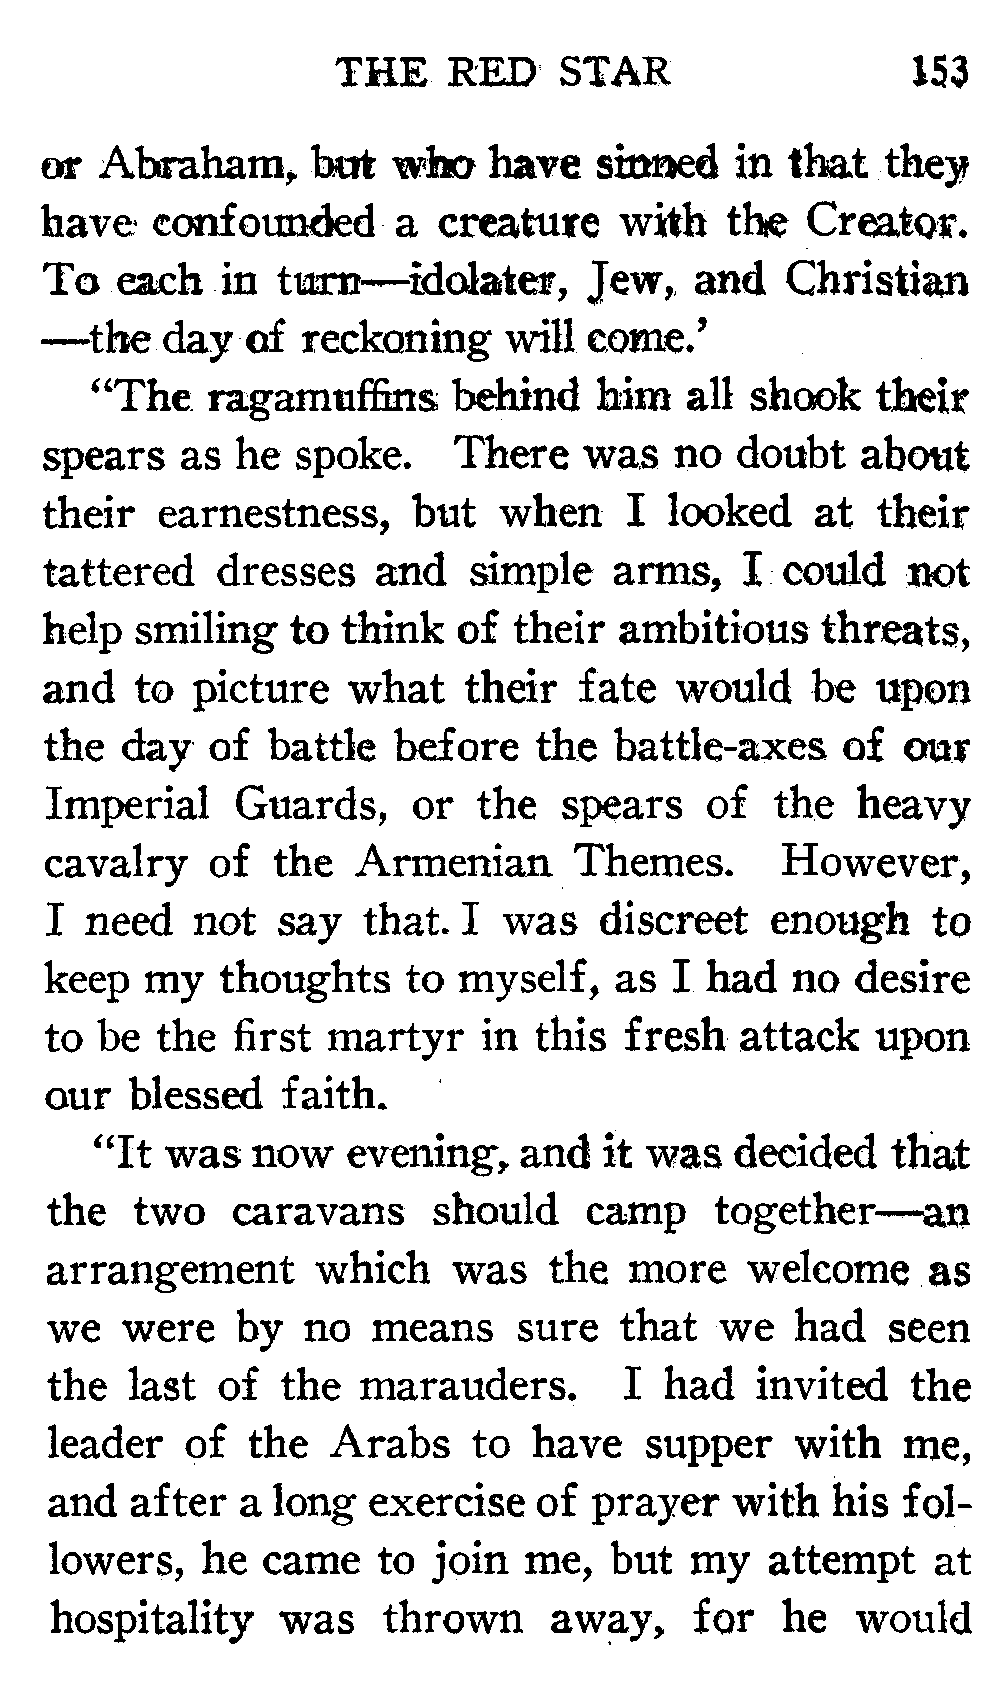 THE RED STAR 153
or Abraham, but who have sinned in that they
have confounded a creature with the Creator.
To each in turn—idolater, Jew, and Christian
—the day of reckoning will come.’
“The ragamuffins behind him all shook their
spears as he spoke. There was no doubt about
their earnestness, but when I looked at their
tattered dresses and simple arms, I could not
help smiling to think of their ambitious threats,
and to picture what their fate would be upon
the day of battle before the battle-axes of our
Imperial Guards, or the spears of the heavy
cavalry of the Armenian Themes. However,
I need not say that. I was discreet enough to
keep my thoughts to myself, as I had no desire
to be the first martyr in this fresh attack upon
our blessed faith.
“It was now evening, and it was decided that
the two caravans should camp together—an
arrangement which was the more welcome as
we were by no means sure that we had seen
the last of the marauders. I had invited the
leader of the Arabs to have supper with me,
and after a long exercise of prayer with his fol-
lowers, he came to join me, but my attempt at
hospitality was thrown away, for he would